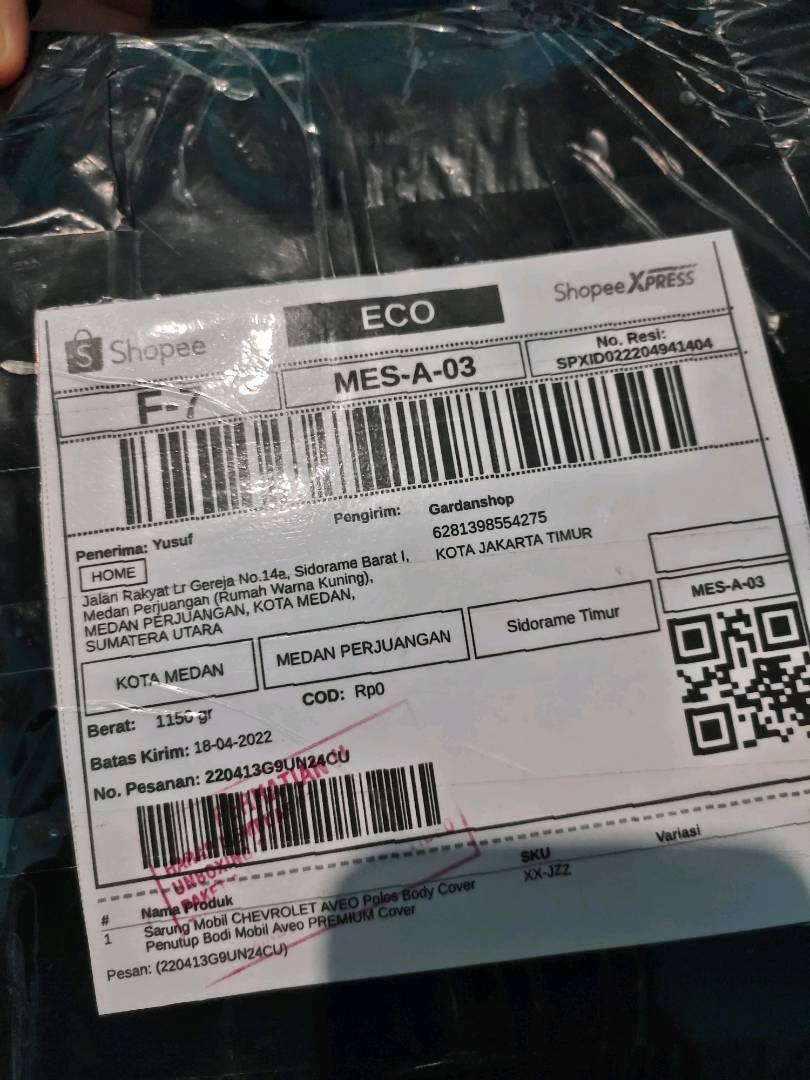 Shopee
ECO
Shopee XPRESS
F-7
MES-A-03
No. Resi:
SPXID022204941404
Penerima: Yusuf
HOME
Jalan Rakyat Lr Gereja No.14a, Sidorame Barat I,
Medan Perjuangan (Rumah Warna Kuning),
MEDAN PERJUANGAN, KOTA MEDAN,
SUMATERA UTARA
Pengirim: Gardanshop
6281398554275
KOTA JAKARTA TIMUR
KOTA MEDAN
MEDAN PERJUANGAN
Sidorame Timur
MES-A-03
Berat: 1150 gr
COD: Rp0
Batas Kirim: 18-04-2022
No. Pesanan: 220413G9UN24CU
UNBOXING
PAKET
# Nama Produk SKU Variasi
1 Sarung Mobil CHEVROLET AVEO Polos Body Cover XX-JZZ
Penutup Bodi Mobil Aveo PREMIUM Cover
Pesan: (220413G9UN24CU)